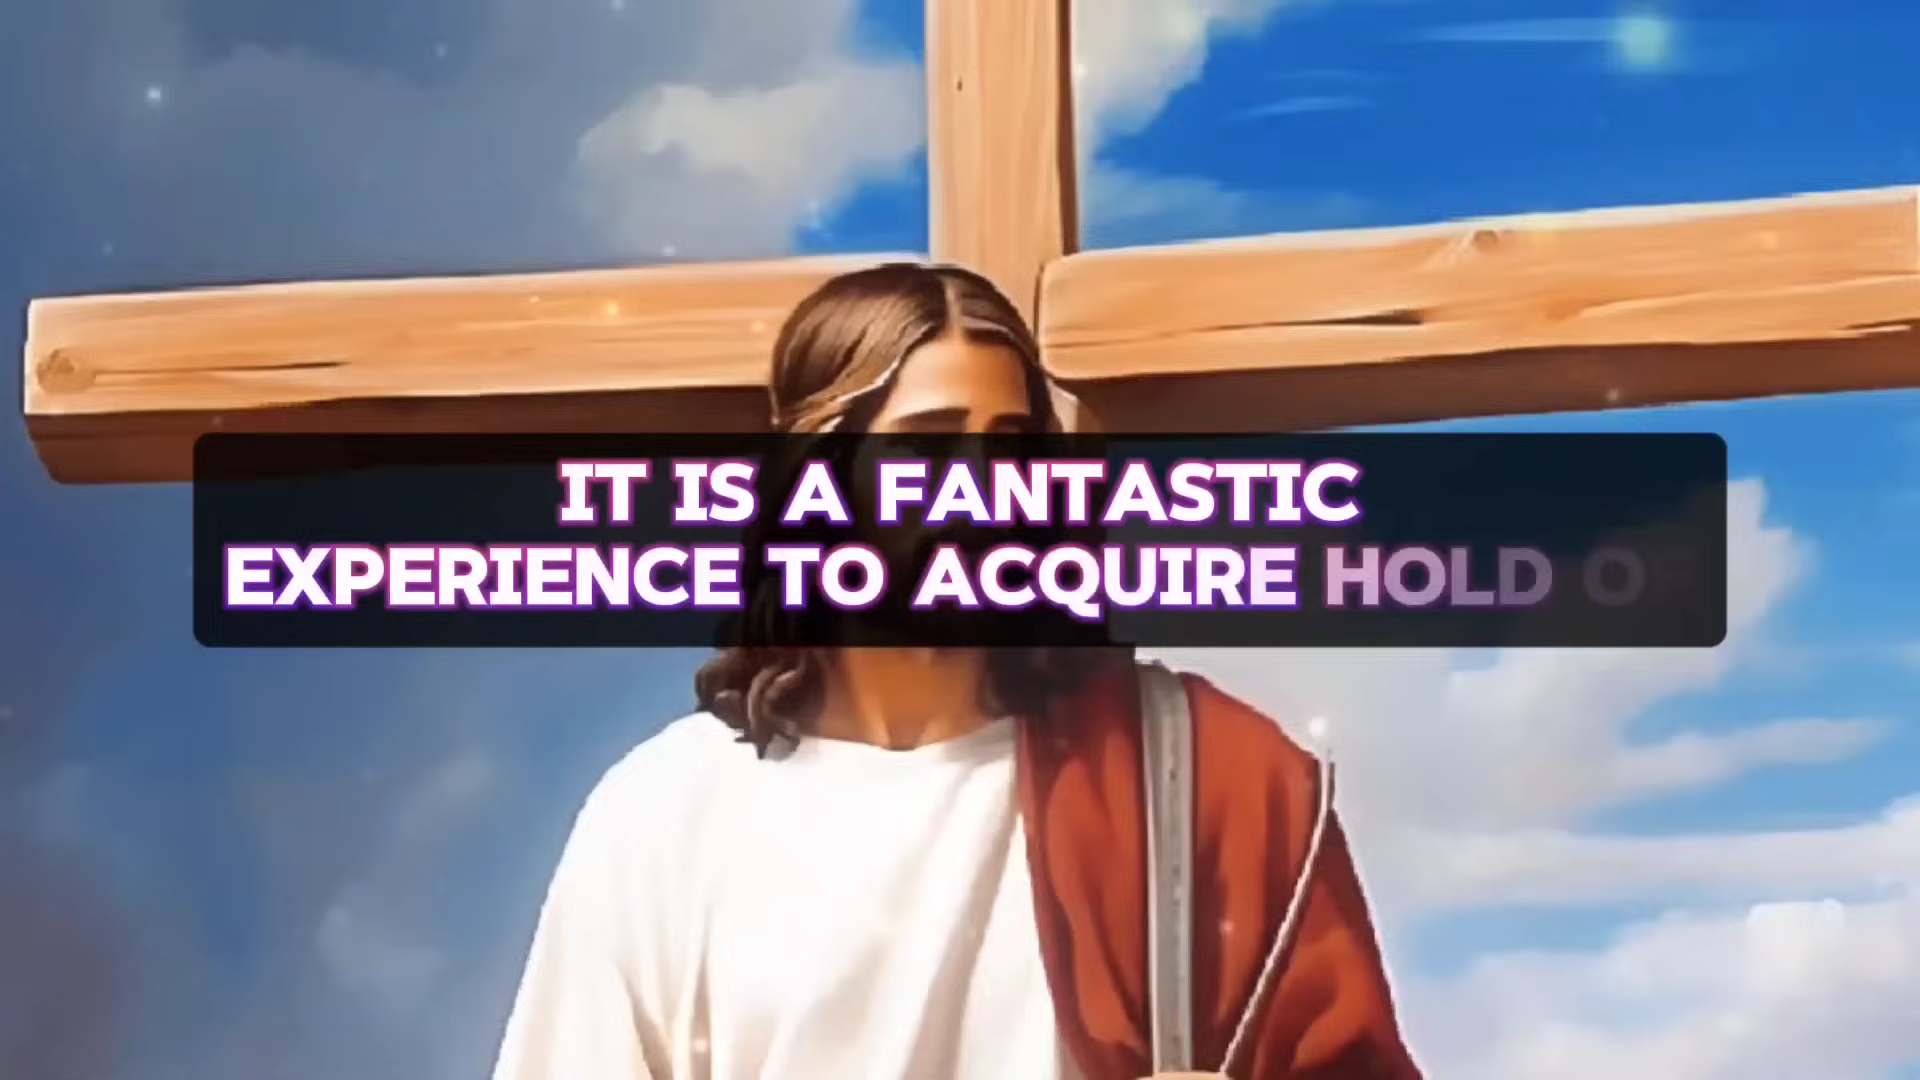 IT IS A FANTASTIC
EXPERIENCE TO ACQUIRE HOLD